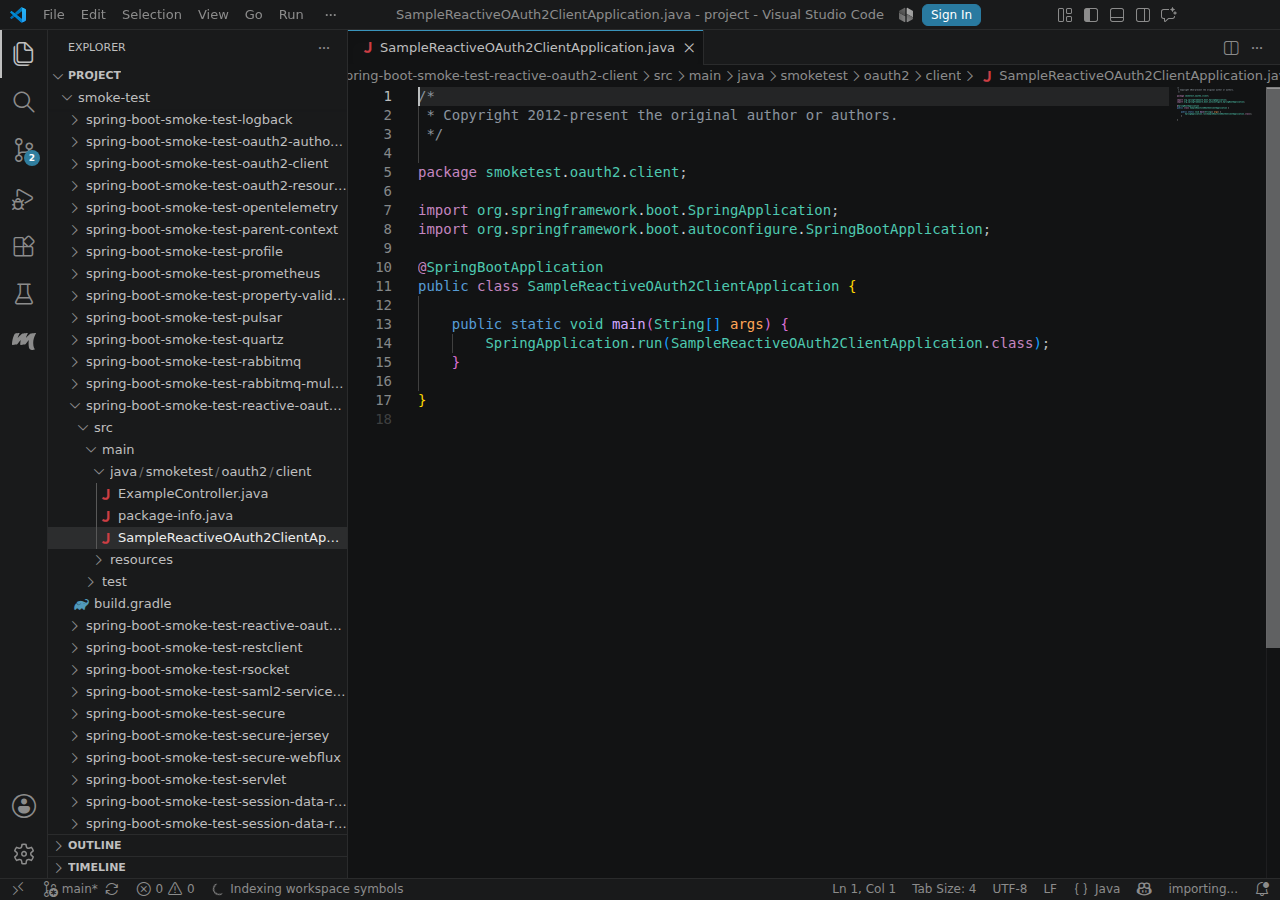 File Edit Selection View Go Run ··· SampleReactiveOAuth2ClientApplication.java - project - Visual Studio Code Sign In
EXPLORER
PROJECT
smoke-test
spring-boot-smoke-test-logback
spring-boot-smoke-test-oauth2-autho...
spring-boot-smoke-test-oauth2-client
spring-boot-smoke-test-oauth2-resour...
spring-boot-smoke-test-opentelemetry
spring-boot-smoke-test-parent-context
spring-boot-smoke-test-profile
spring-boot-smoke-test-prometheus
spring-boot-smoke-test-property-valid...
spring-boot-smoke-test-pulsar
spring-boot-smoke-test-quartz
spring-boot-smoke-test-rabbitmq
spring-boot-smoke-test-rabbitmq-mul...
spring-boot-smoke-test-reactive-oaut...
src
main
java/smoketest/oauth2/client
ExampleController.java
package-info.java
SampleReactiveOAuth2ClientAp...
resources
test
build.gradle
spring-boot-smoke-test-reactive-oaut...
spring-boot-smoke-test-restclient
spring-boot-smoke-test-rsocket
spring-boot-smoke-test-saml2-service...
spring-boot-smoke-test-secure
spring-boot-smoke-test-secure-jersey
spring-boot-smoke-test-secure-webflux
spring-boot-smoke-test-servlet
spring-boot-smoke-test-session-data-r...
spring-boot-smoke-test-session-data-r...
OUTLINE
TIMELINE
2
SampleReactiveOAuth2ClientApplication.java
pring-boot-smoke-test-reactive-oauth2-client > src > main > java > smoketest > oauth2 > client > SampleReactiveOAuth2ClientApplication.ja
1 /*
2  * Copyright 2012-present the original author or authors.
3  */
4
5 package smoketest.oauth2.client;
6
7 import org.springframework.boot.SpringApplication;
8 import org.springframework.boot.autoconfigure.SpringBootApplication;
9
10 @SpringBootApplication
11 public class SampleReactiveOAuth2ClientApplication {
12
13     public static void main(String[] args) {
14         SpringApplication.run(SampleReactiveOAuth2ClientApplication.class);
15     }
16
17 }
18
main* 0 0 Indexing workspace symbols Ln 1, Col 1 Tab Size: 4 UTF-8 LF { } Java importing...